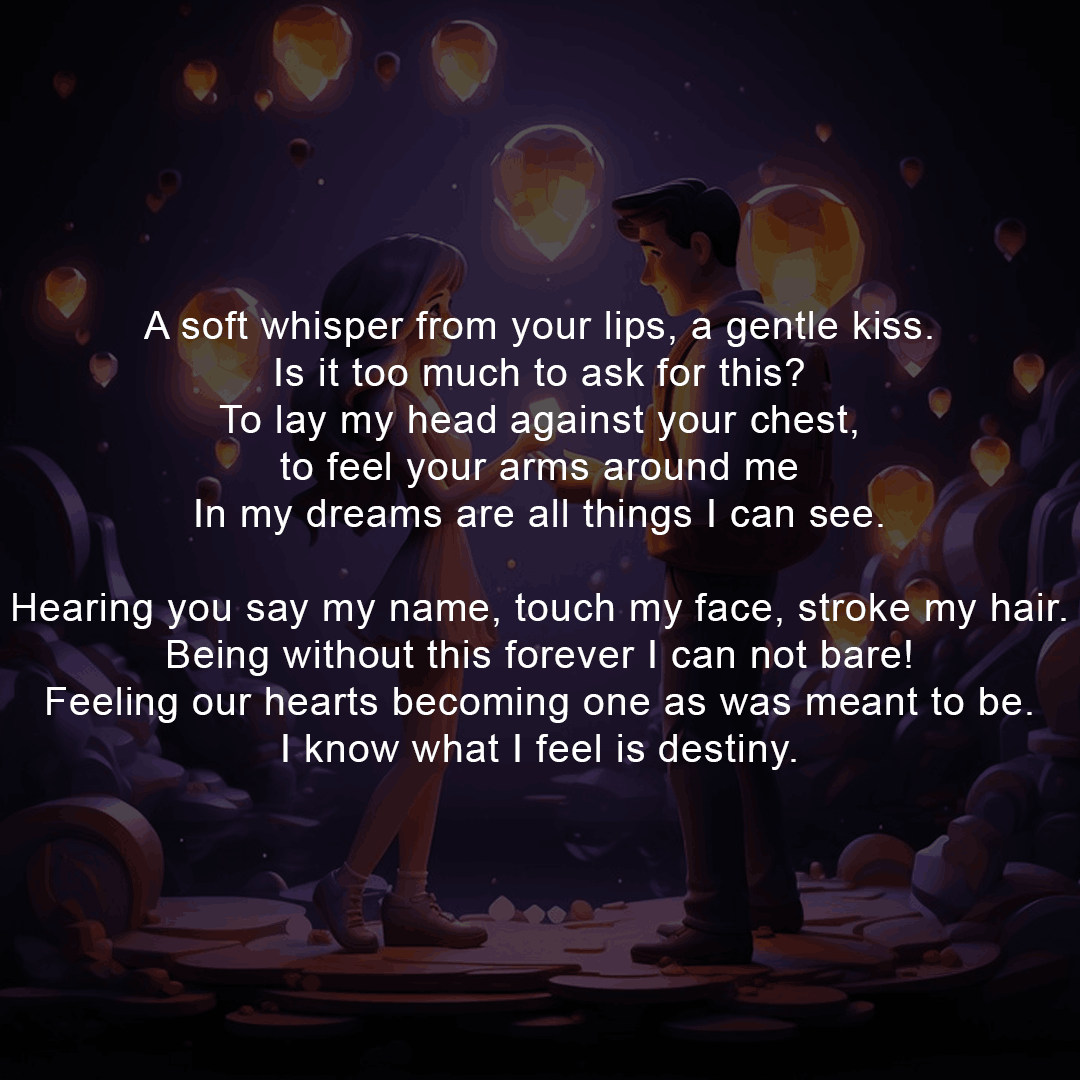 A soft whisper from your lips, a gentle kiss.
Is it too much to ask for this?
To lay my head against your chest,
to feel your arms around me
In my dreams are all things I can see.
Hearing you say my name, touch my face, stroke my hair.
Being without this forever I can not bare!
Feeling our hearts becoming one as was meant to be.
I know what I feel is destiny.